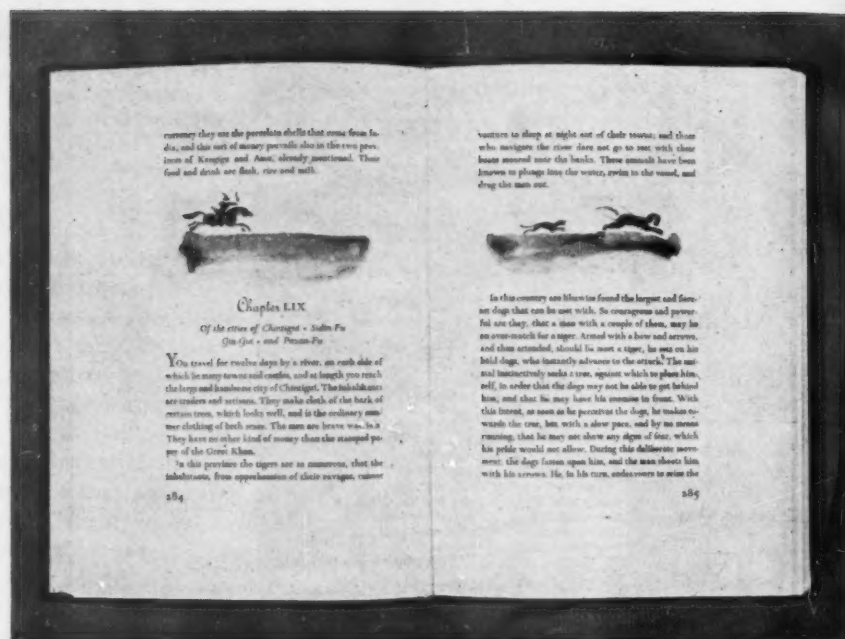 currency they use the porcelain shells that come from In-
dia, and this sort of money prevails also in the two prov-
inces of Kangigu and Amu, already mentioned. Their
food and drink are flesh, rice and milk.
Chapter LIX
Of the cities of Chintigui • Sidin-Fu
Gin-Gui • and Pazan-Fu
You travel for twelve days by a river, on each side of
which lie many towns and castles, and at length you reach
the large and handsome city of Chintigui. The inhabitants
are traders and artisans. They make cloth of the bark of
certain trees, which looks well, and is the ordinary sum-
mer clothing of both sexes. The men are brave
They have no other kind of money than the stamped pa-
per of the Great Khan.
In this province the tigers are so numerous, that the
inhabitants, from apprehension of their ravages, cannot
284
venture to sleep at night out of their towns; and those
who navigate the river dare not go to rest with their
boats moored near the banks. These animals have been
known to plunge into the water, swim to the vessel, and
drag the men out.
In this country are likewise found the largest and fierc-
est dogs that can be met with. So courageous and power-
ful are they, that a man with a couple of them, may be
an over-match for a tiger. Armed with a bow and arrows,
and thus attended, should he meet a tiger, he sets on his
bold dogs, who instantly advance to the attack. The ani-
mal instinctively seeks a tree, against which to place him-
self, in order that the dogs may not be able to get behind
him, and that he may have his enemies in front. With
this intent, as soon as he perceives the dogs, he makes to-
wards the tree, but with a slow pace, and by no means
running, that he may not show any signs of fear, which
his pride would not allow. During this deliberate move-
ment, the dogs fasten upon him, and the man shoots him
with his arrows. He, in his turn, endeavours to seize the
285